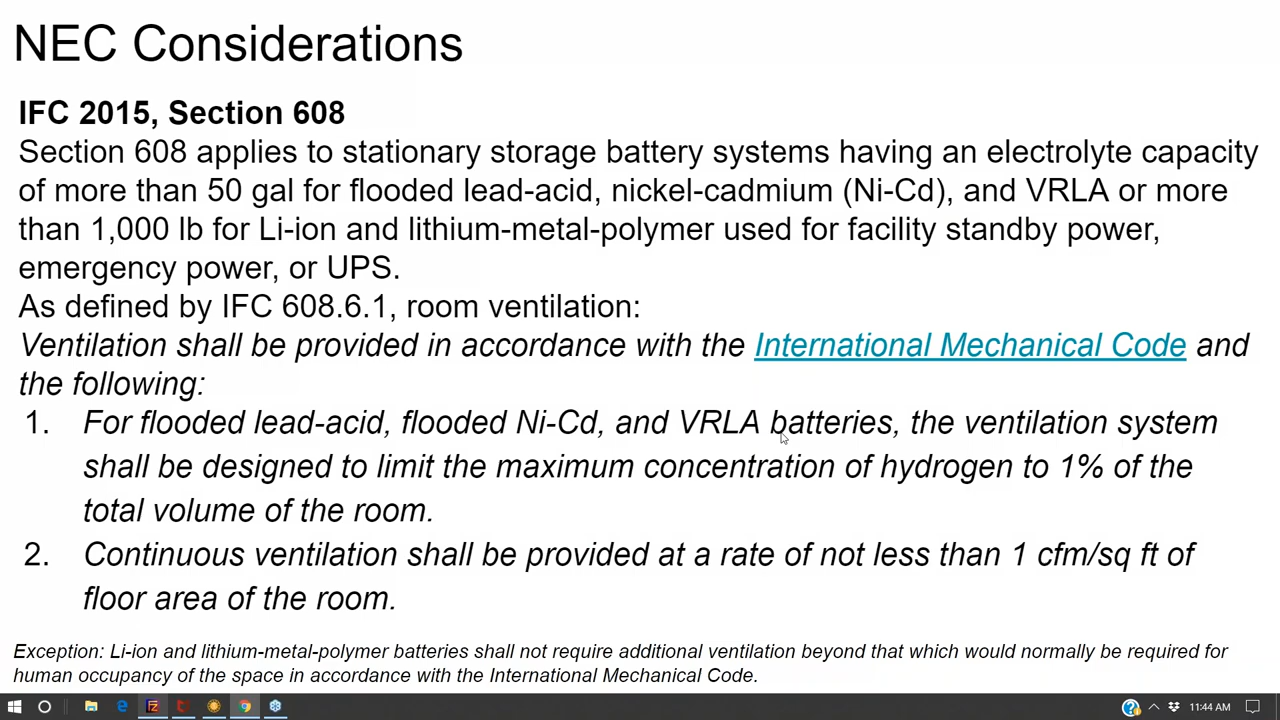 NEC Considerations
IFC 2015, Section 608
Section 608 applies to stationary storage battery systems having an electrolyte capacity
of more than 50 gal for flooded lead-acid, nickel-cadmium (Ni-Cd), and VRLA or more
than 1,000 lb for Li-ion and lithium-metal-polymer used for facility standby power,
emergency power, or UPS.
As defined by IFC 608.6.1, room ventilation:
Ventilation shall be provided in accordance with the International Mechanical Code and
the following:
1. For flooded lead-acid, flooded Ni-Cd, and VRLA batteries, the ventilation system
shall be designed to limit the maximum concentration of hydrogen to 1% of the
total volume of the room.
2. Continuous ventilation shall be provided at a rate of not less than 1 cfm/sq ft of
floor area of the room.
Exception: Li-ion and lithium-metal-polymer batteries shall not require additional ventilation beyond that which would normally be required for
human occupancy of the space in accordance with the International Mechanical Code.
11:44 AM